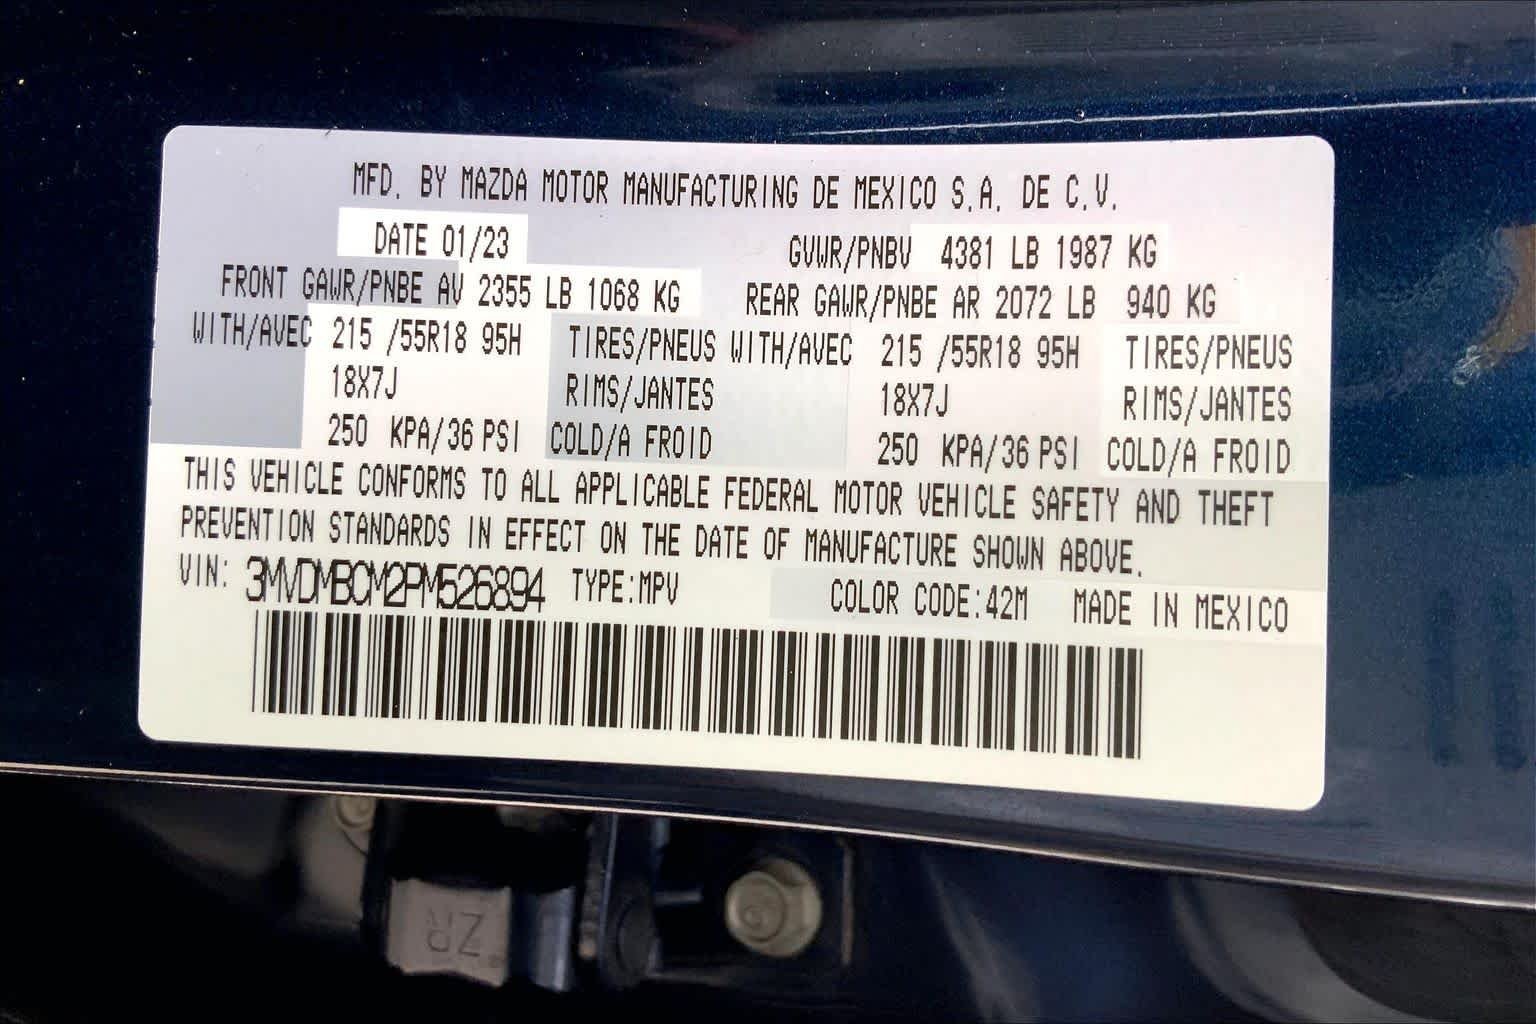 MFD. BY MAZDA MOTOR MANUFACTURING DE MEXICO S.A. DE C.V.
DATE 01/23 GVWR/PNBV 4381 LB 1987 KG
FRONT GAWR/PNBE AV 2355 LB 1068 KG REAR GAWR/PNBE AR 2072 LB 940 KG
WITH/AVEC 215 /55R18 95H TIRES/PNEUS WITH/AVEC 215 /55R18 95H TIRES/PNEUS
18X7J RIMS/JANTES 18X7J RIMS/JANTES
250 KPA/36 PSI COLD/A FROID 250 KPA/36 PSI COLD/A FROID
THIS VEHICLE CONFORMS TO ALL APPLICABLE FEDERAL MOTOR VEHICLE SAFETY AND THEFT
PREVENTION STANDARDS IN EFFECT ON THE DATE OF MANUFACTURE SHOWN ABOVE.
VIN: 3MVDMBCM2PM526894 TYPE:MPV COLOR CODE:42M MADE IN MEXICO